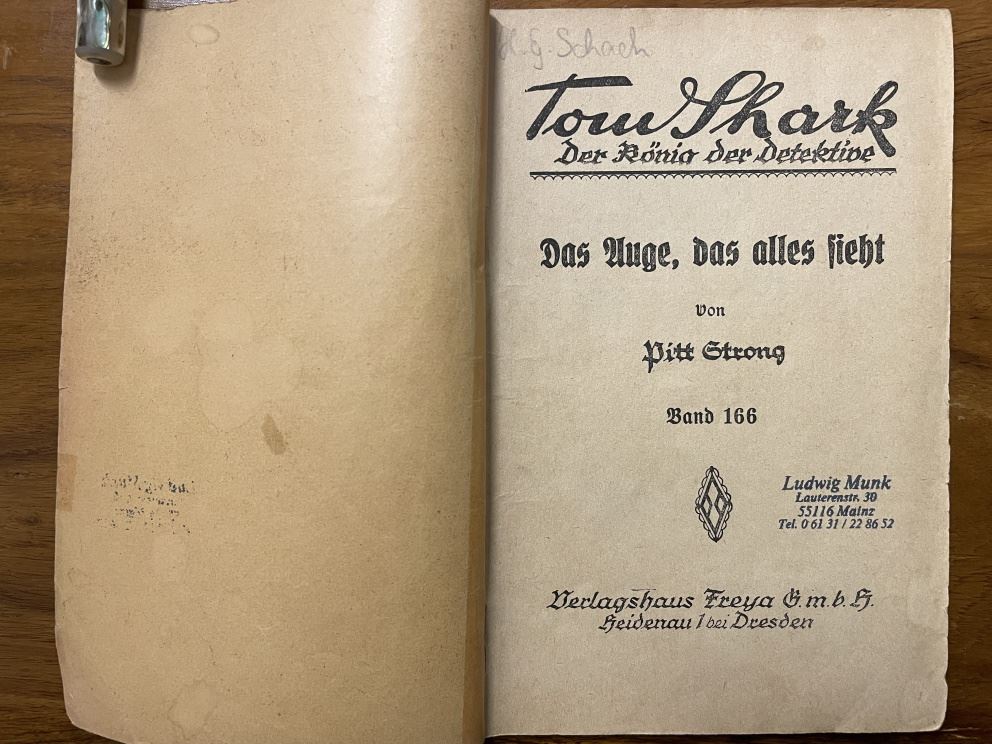 H. G. Schach
Tom Shark
Der König der Detektive
Das Auge, das alles sieht
von
Pitt Strong
Band 166
Ludwig Munk
Lauterenstr. 30
55116 Mainz
Tel. 0 61 31 / 22 86 52
Verlagshaus Freya G.m.b.H.
Heidenau 1 bei Dresden